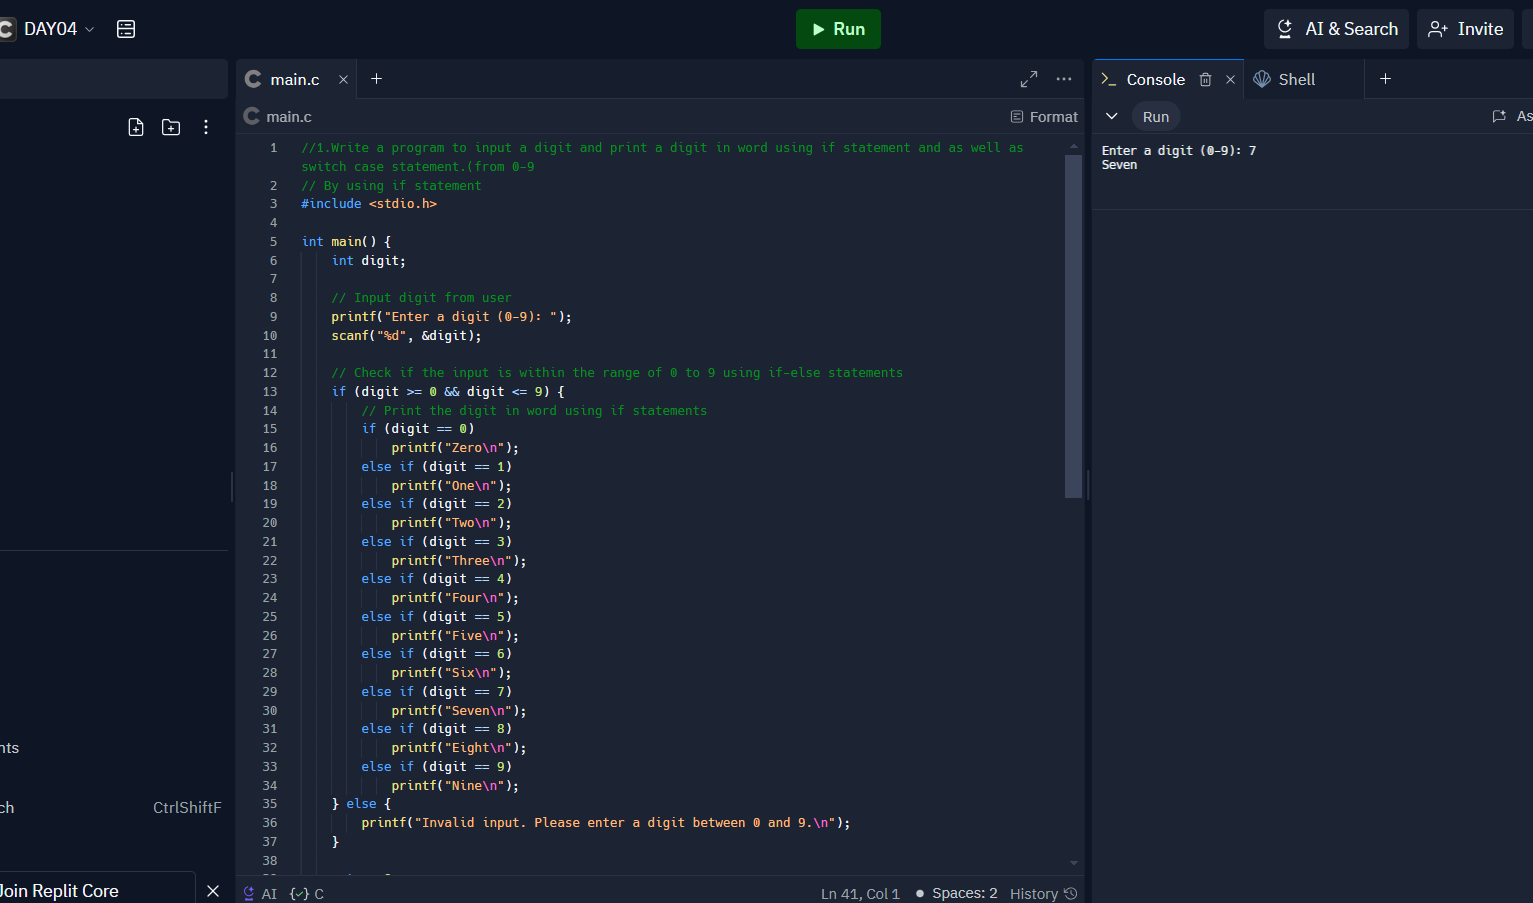 DAY04
Run
AI & Search
Invite
main.c
Console
Shell
main.c
Format
Run
As
1 //1.Write a program to input a digit and print a digit in word using if statement and as well as
switch case statement.(from 0-9
2 // By using if statement
3 #include <stdio.h>
4
5 int main() {
6 int digit;
7
8 // Input digit from user
9 printf("Enter a digit (0-9): ");
10 scanf("%d", &digit);
11
12 // Check if the input is within the range of 0 to 9 using if-else statements
13 if (digit >= 0 && digit <= 9) {
14 // Print the digit in word using if statements
15 if (digit == 0)
16 printf("Zero\n");
17 else if (digit == 1)
18 printf("One\n");
19 else if (digit == 2)
20 printf("Two\n");
21 else if (digit == 3)
22 printf("Three\n");
23 else if (digit == 4)
24 printf("Four\n");
25 else if (digit == 5)
26 printf("Five\n");
27 else if (digit == 6)
28 printf("Six\n");
29 else if (digit == 7)
30 printf("Seven\n");
31 else if (digit == 8)
32 printf("Eight\n");
33 else if (digit == 9)
34 printf("Nine\n");
35 } else {
36 printf("Invalid input. Please enter a digit between 0 and 9.\n");
37 }
38
Enter a digit (0-9): 7
Seven
nts
ch CtrlShiftF
Join Replit Core
AI
C
Ln 41, Col 1
Spaces: 2
History